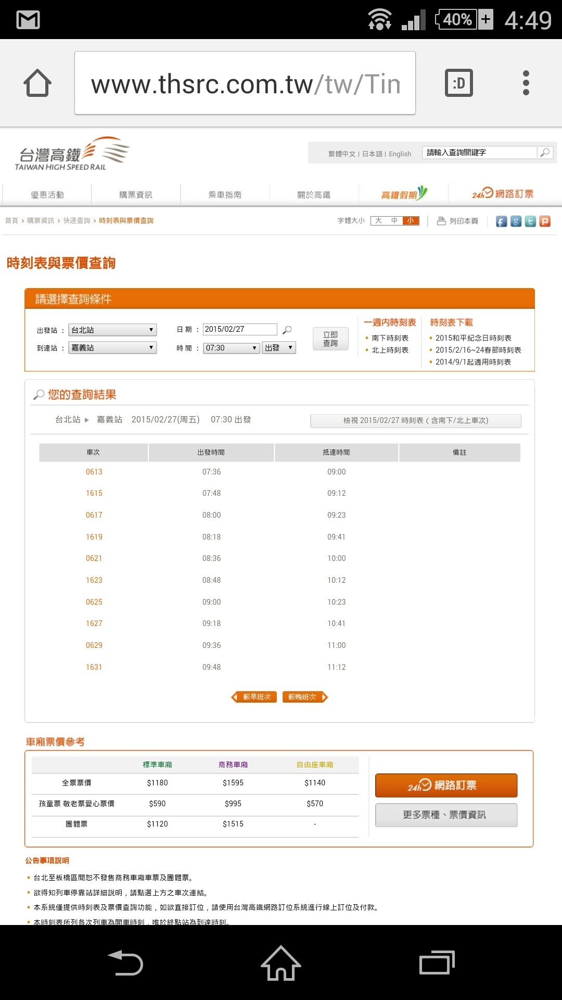 40% 4:49
www.thsrc.com.tw/tw/Tim
:D
台灣高鐵
TAIWAN HIGH SPEED RAIL
繁體中文 | 日本語 | English 請輸入查詢關鍵字
優惠活動 購票資訊 乘車指南 關於高鐵 高鐵假期 24h 網路訂票
首頁 › 購票資訊 › 快速查詢 › 時刻表與票價查詢 字體大小 大 中 小 列印本頁
時刻表與票價查詢
請選擇查詢條件
出發站 : 台北站 日 期 : 2015/02/27
到達站 : 嘉義站 時 間 : 07:30 出發
立即
查詢
一週內時刻表
南下時刻表
北上時刻表
時刻表下載
2015和平紀念日時刻表
2015/2/16~24春節時刻表
2014/9/1起適用時刻表
您的查詢結果
台北站 嘉義站 2015/02/27(周五) 07:30 出發 檢視 2015/02/27 時刻表 ( 含南下/北上車次)
車次 出發時間 抵達時間 備註
0613 07:36 09:00
1615 07:48 09:12
0617 08:00 09:23
1619 08:18 09:41
0621 08:36 10:00
1623 08:48 10:12
0625 09:00 10:23
1627 09:18 10:41
0629 09:36 11:00
1631 09:48 11:12
較早班次 較晚班次
車廂票價參考
標準車廂 商務車廂 自由座車廂
全票票價 $1180 $1595 $1140
孩童票 敬老票愛心票價 $590 $995 $570
團體票 $1120 $1515 -
24h 網路訂票
更多票種、票價資訊
公告事項說明
台北至板橋區間恕不發售商務車廂車票及團體票。
欲得知列車停靠站詳細說明，請點選上方之車次連結。
本系統僅提供時刻表及票價查詢功能，如欲直接訂位，請使用台灣高鐵網路訂位系統進行線上訂位及付款。
本時刻表所列各次列車為開車時刻，唯於終點站為到達時刻。